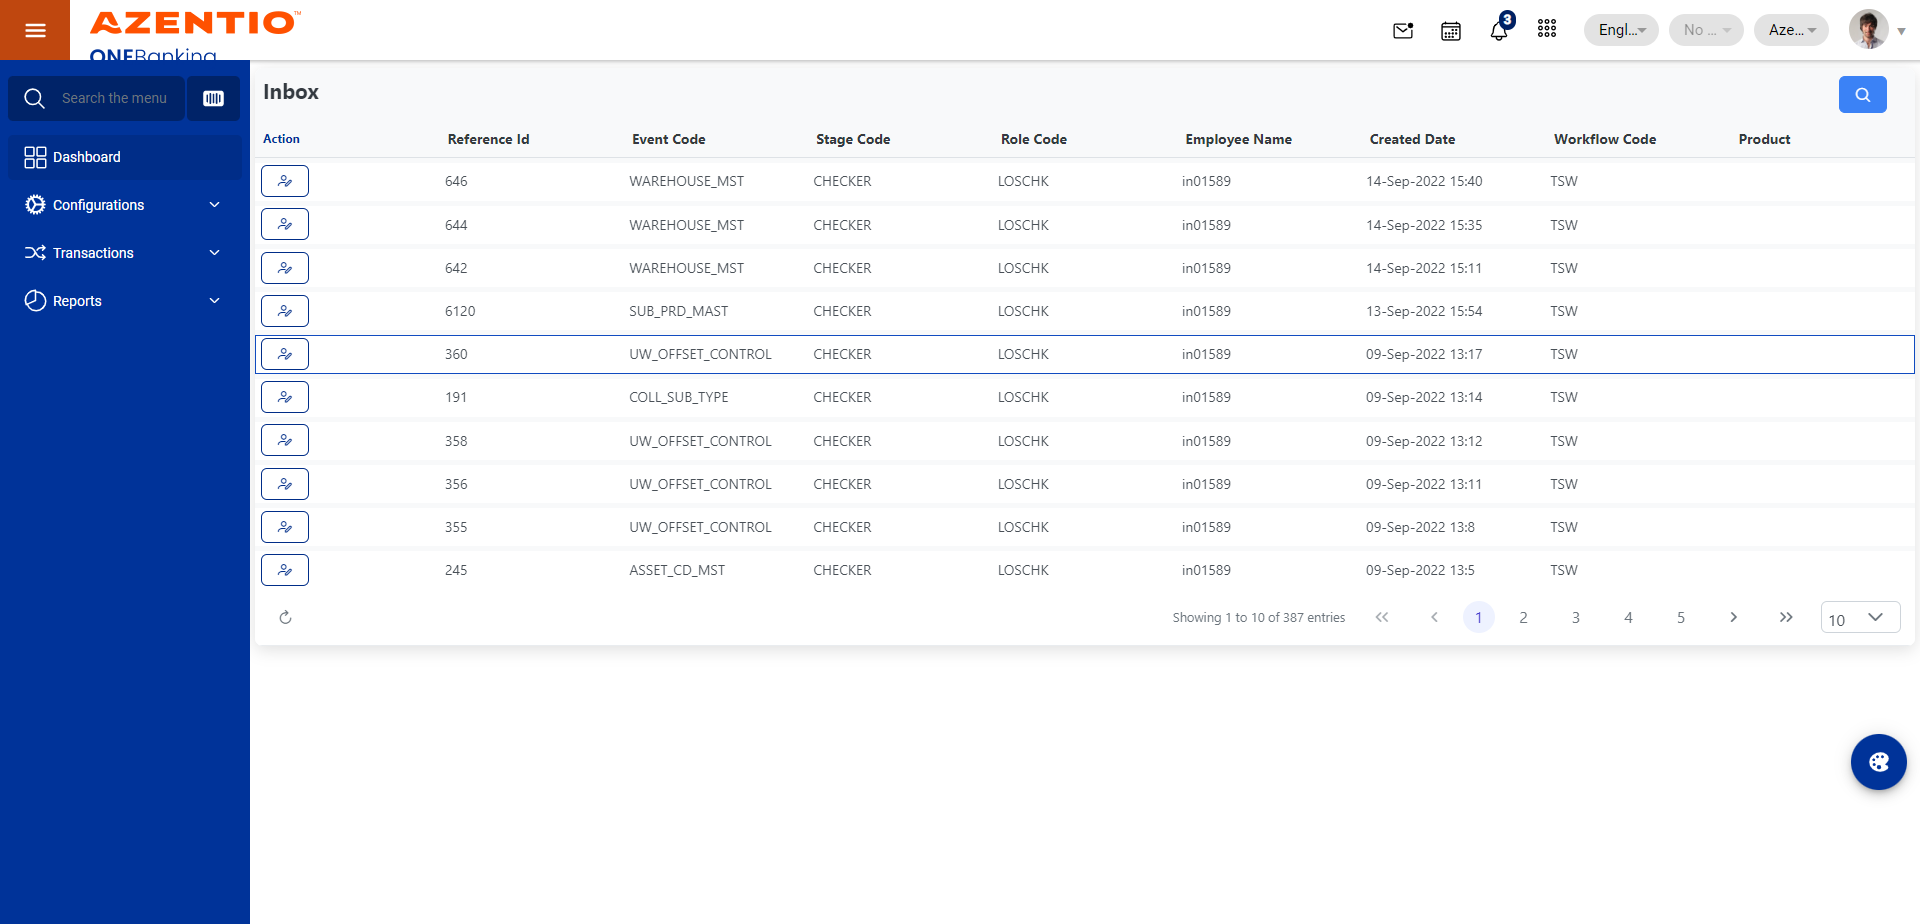 AZENTIO™
ONEBanking
3
Engl...
No ...
Aze...
Search the menu
Dashboard
Configurations
Transactions
Reports
Inbox
Action Reference Id Event Code Stage Code Role Code Employee Name Created Date Workflow Code Product
646 WAREHOUSE_MST CHECKER LOSCHK in01589 14-Sep-2022 15:40 TSW
644 WAREHOUSE_MST CHECKER LOSCHK in01589 14-Sep-2022 15:35 TSW
642 WAREHOUSE_MST CHECKER LOSCHK in01589 14-Sep-2022 15:11 TSW
6120 SUB_PRD_MAST CHECKER LOSCHK in01589 13-Sep-2022 15:54 TSW
360 UW_OFFSET_CONTROL CHECKER LOSCHK in01589 09-Sep-2022 13:17 TSW
191 COLL_SUB_TYPE CHECKER LOSCHK in01589 09-Sep-2022 13:14 TSW
358 UW_OFFSET_CONTROL CHECKER LOSCHK in01589 09-Sep-2022 13:12 TSW
356 UW_OFFSET_CONTROL CHECKER LOSCHK in01589 09-Sep-2022 13:11 TSW
355 UW_OFFSET_CONTROL CHECKER LOSCHK in01589 09-Sep-2022 13:8 TSW
245 ASSET_CD_MST CHECKER LOSCHK in01589 09-Sep-2022 13:5 TSW
Showing 1 to 10 of 387 entries 1 2 3 4 5 10